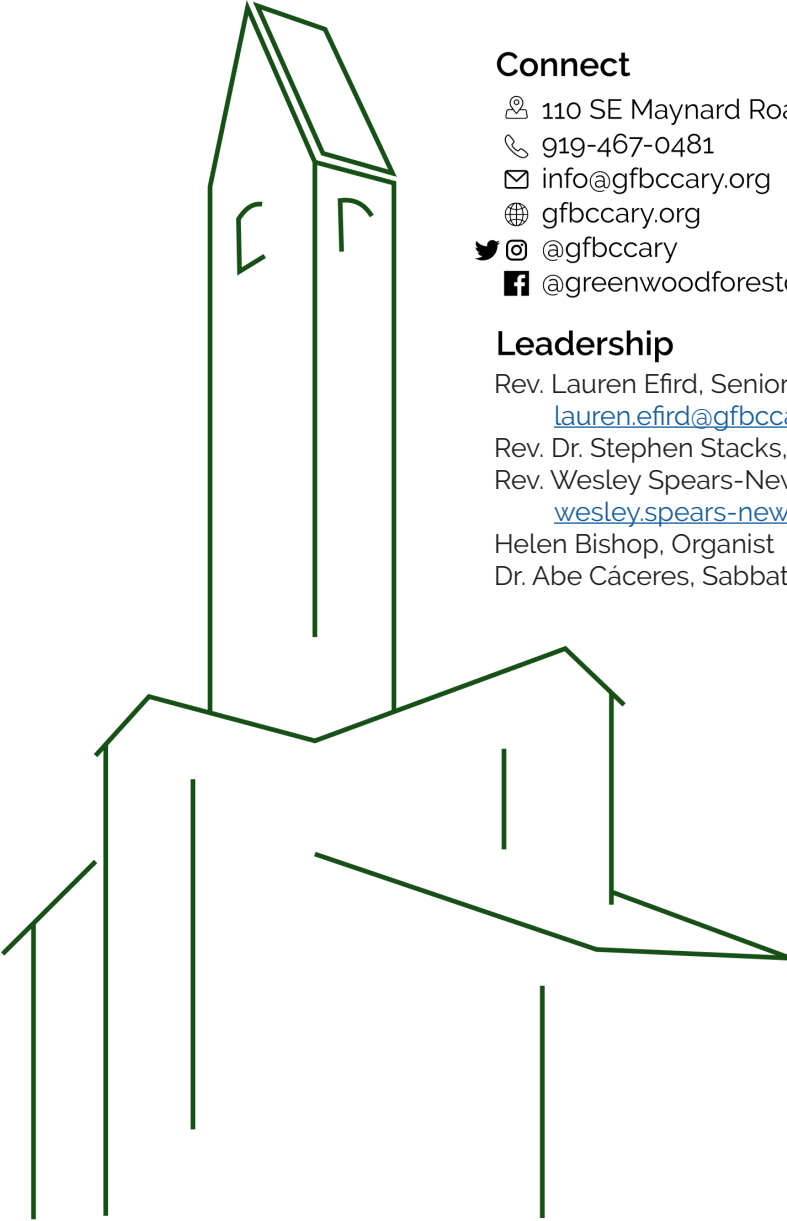 Connect
110 SE Maynard Roa
919-467-0481
info@gfbccary.org
gfbccary.org
@gfbccary
@greenwoodforest
Leadership
Rev. Lauren Efird, Senior
lauren.efird@gfbcca
Rev. Dr. Stephen Stacks,
Rev. Wesley Spears-New
wesley.spears-new
Helen Bishop, Organist
Dr. Abe Cáceres, Sabbat